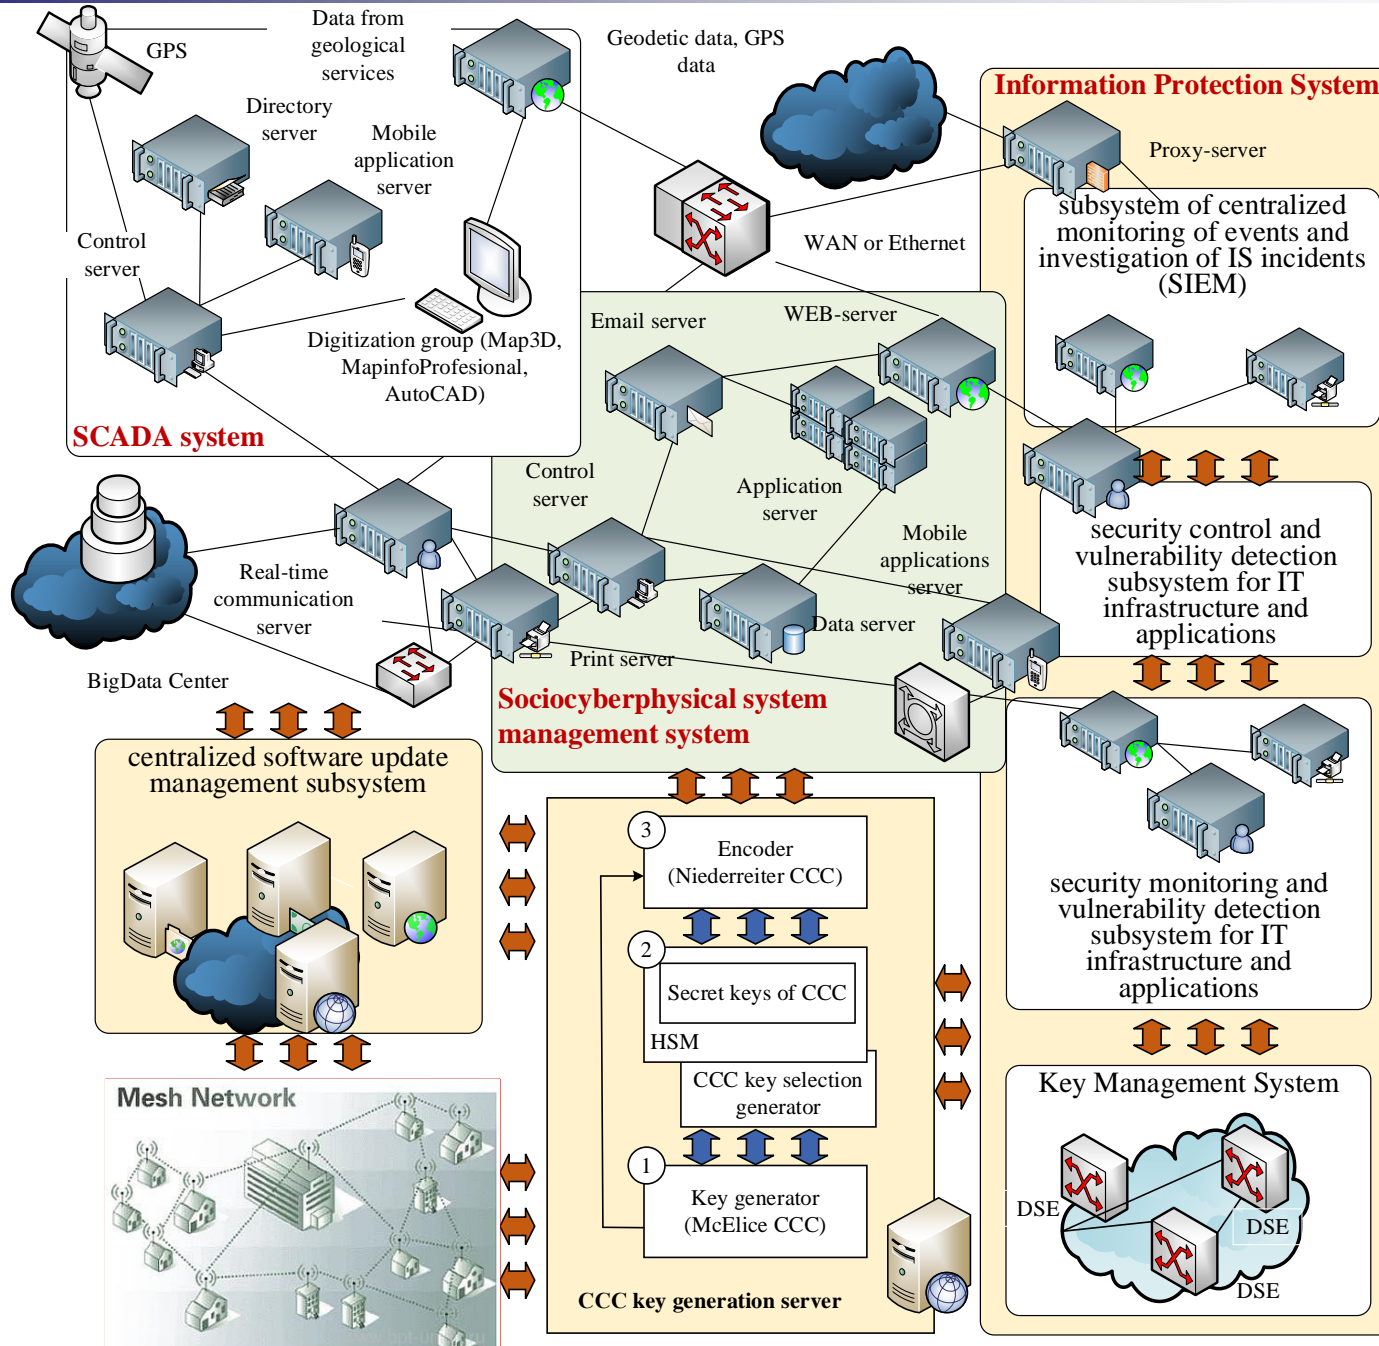 GPS
Data from
geological
services
Geodetic data, GPS
data
Information Protection System
Directory
server
Mobile
application
server
Proxy-server
Control
server
WAN or Ethernet
subsystem of centralized
monitoring of events and
investigation of IS incidents
(SIEM)
Digitization group (Map3D,
MapinfoProfesional,
AutoCAD)
SCADA system
Email server
WEB-server
Control
server
Application
server
Mobile
applications
server
security control and
vulnerability detection
subsystem for IT
infrastructure and
applications
Real-time
communication
server
Data server
Print server
BigData Center
Sociocyberphysical system
management system
centralized software update
management subsystem
3
Encoder
(Niederreiter CCC)
2
Secret keys of CCC
HSM
CCC key selection
generator
1
Key generator
(McElice CCC)
CCC key generation server
security monitoring and
vulnerability detection
subsystem for IT
infrastructure and
applications
Key Management System
DSE
DSE
DSE
Mesh Network